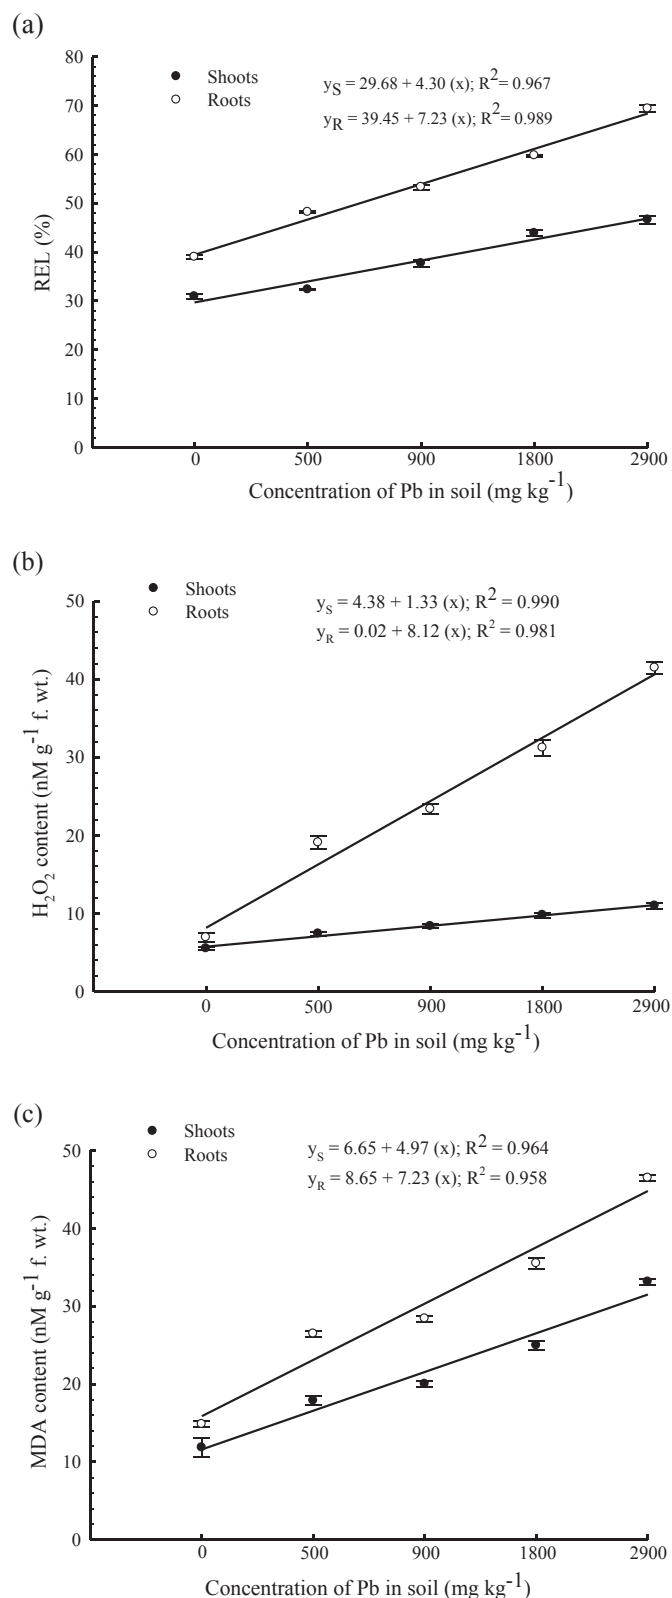 (a)
80
70
60
50
40
30
20
10
0
REL (%)
● Shoots
○ Roots
y_S = 29.68 + 4.30 (x); R² = 0.967
y_R = 39.45 + 7.23 (x); R² = 0.989
0 500 900 1800 2900
Concentration of Pb in soil (mg kg⁻¹)
(b)
50
40
30
20
10
0
H₂O₂ content (nM g⁻¹ f. wt.)
● Shoots
○ Roots
y_S = 4.38 + 1.33 (x); R² = 0.990
y_R = 0.02 + 8.12 (x); R² = 0.981
0 500 900 1800 2900
Concentration of Pb in soil (mg kg⁻¹)
(c)
50
40
30
20
10
0
MDA content (nM g⁻¹ f. wt.)
● Shoots
○ Roots
y_S = 6.65 + 4.97 (x); R² = 0.964
y_R = 8.65 + 7.23 (x); R² = 0.958
0 500 900 1800 2900
Concentration of Pb in soil (mg kg⁻¹)